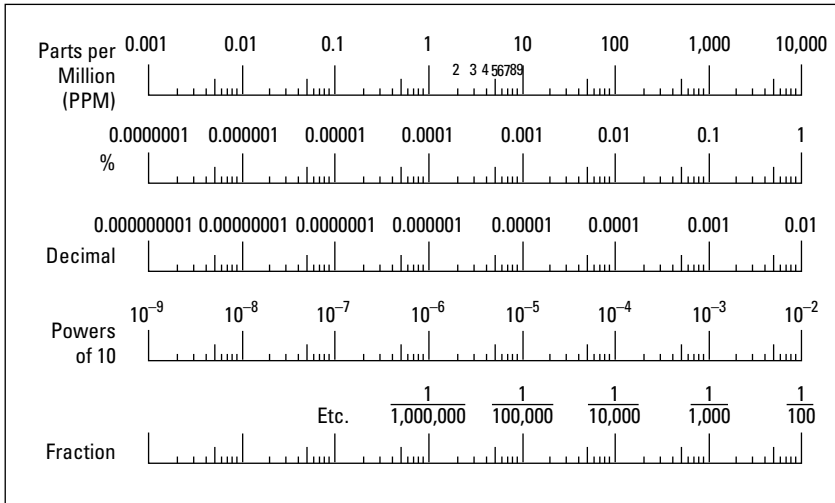 Parts per Million (PPM)
0.001 0.01 0.1 1 10 100 1,000 10,000
2 3 4 5 6 7 8 9
%
0.0000001 0.000001 0.00001 0.0001 0.001 0.01 0.1 1
Decimal
0.000000001 0.00000001 0.0000001 0.000001 0.00001 0.0001 0.001 0.01
Powers of 10
10⁻⁹ 10⁻⁸ 10⁻⁷ 10⁻⁶ 10⁻⁵ 10⁻⁴ 10⁻³ 10⁻²
Fraction
Etc. 1/1,000,000 1/100,000 1/10,000 1/1,000 1/100